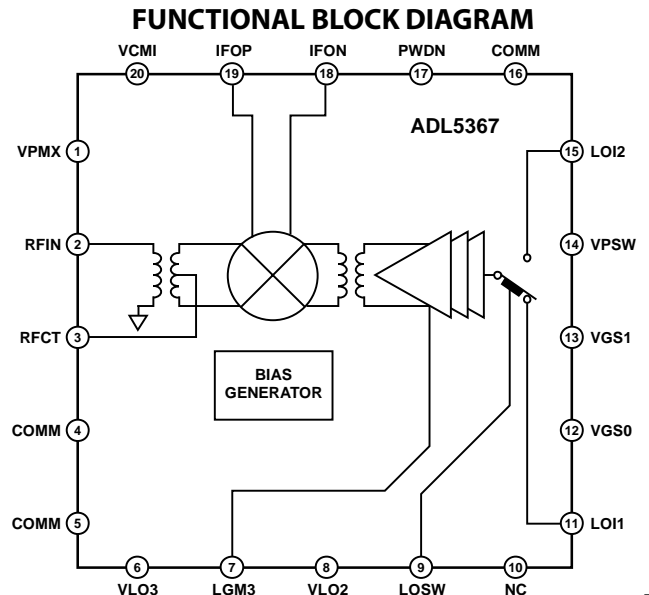 FUNCTIONAL BLOCK DIAGRAM
VCMI IFOP IFON PWDN COMM
20 19 18 17 16
ADL5367
VPMX 1
15 LOI2
RFIN 2
14 VPSW
RFCT 3
13 VGS1
BIAS
GENERATOR
COMM 4
12 VGS0
COMM 5
11 LOI1
6 7 8 9 10
VLO3 LGM3 VLO2 LOSW NC